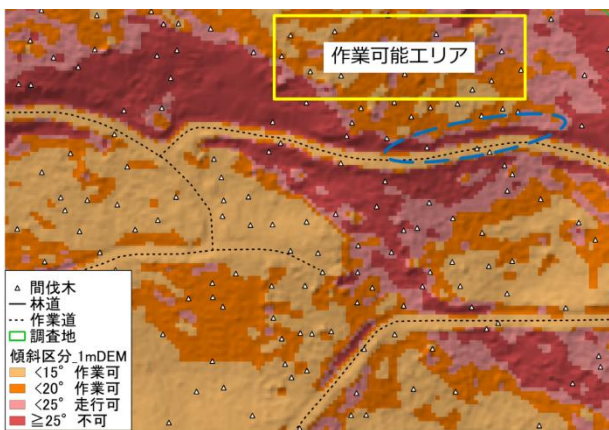 作業可能エリア
間伐木
林道
作業道
調査地
傾斜区分_1mDEM
<15° 作業可
<20° 作業可
<25° 走行可
≧25° 不可